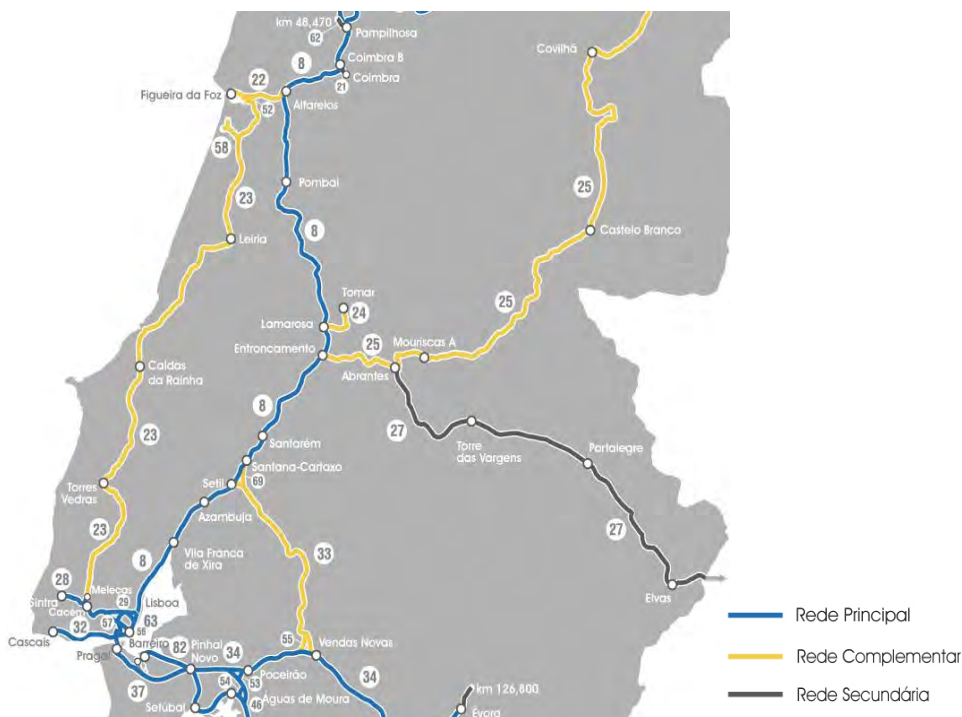 km 48,470
Pampilhosa
62
Coimbra B
8
Coimbra
21
22
Figueira da Foz
52
Alfarelos
58
Covilhã
25
23
Pombal
8
Leiria
Castelo Branco
Tomar
24
25
Lamarosa
Entroncamento
25
Mouriscas A
Abrantes
Caldas
da Rainha
8
27
Torre
das Vargens
Portalegre
23
Santarém
Santana-Cartaxo
Setil
69
Torres
Vedras
Azambuja
23
27
33
8
Vila Franca
de Xira
28
Melecas
Sintra
Cacém
29
Lisboa
57
63
56
32
Cascais
Barreiro
Pragal
82
Pinhal
Novo
34
55
Vendas Novas
Poceirão
53
54
37
34
Águas de Moura
46
Setúbal
km 126,800
Évora
Elvas
Rede Principal
Rede Complementar
Rede Secundária